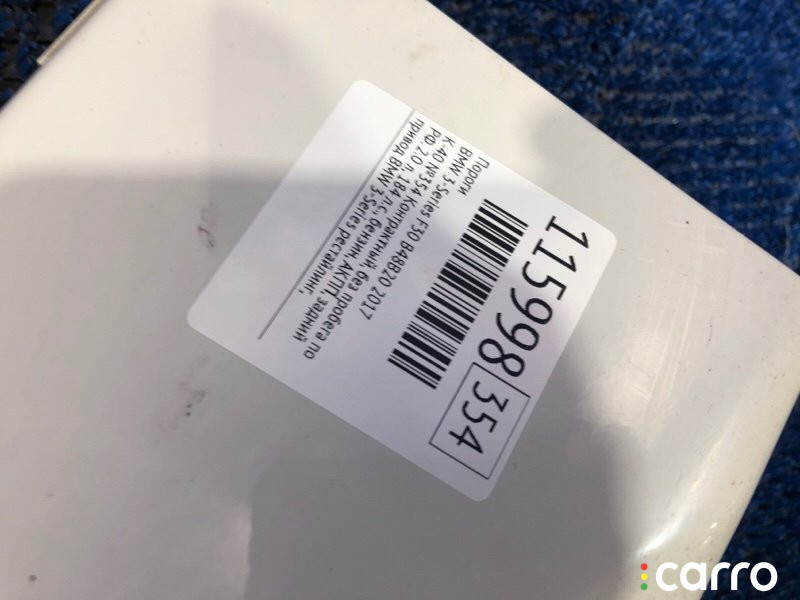 115998
354
Пороги
BMW 3-Series F30 B48B20 2017
К-40 №354 Контрактный, без пробега по
РФ, 2.0 л, 184 л.с, бензин, АКПП, задний
привод BMW 3-Series рестайлинг,
carro